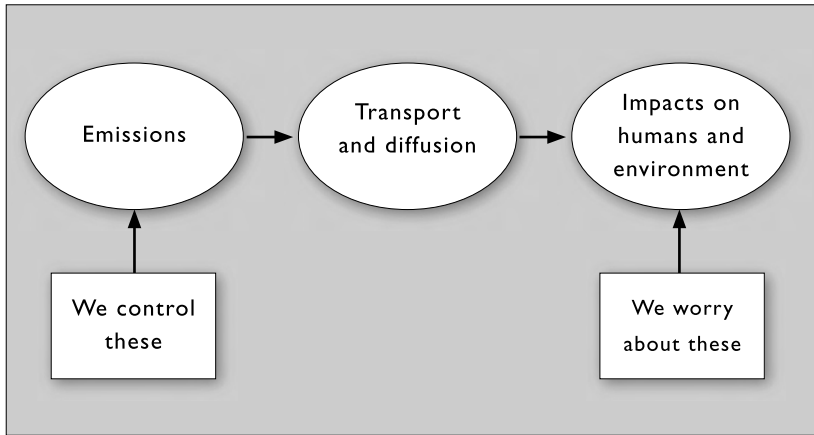 Emissions
Transport
and diffusion
Impacts on
humans and
environment
We control
these
We worry
about these